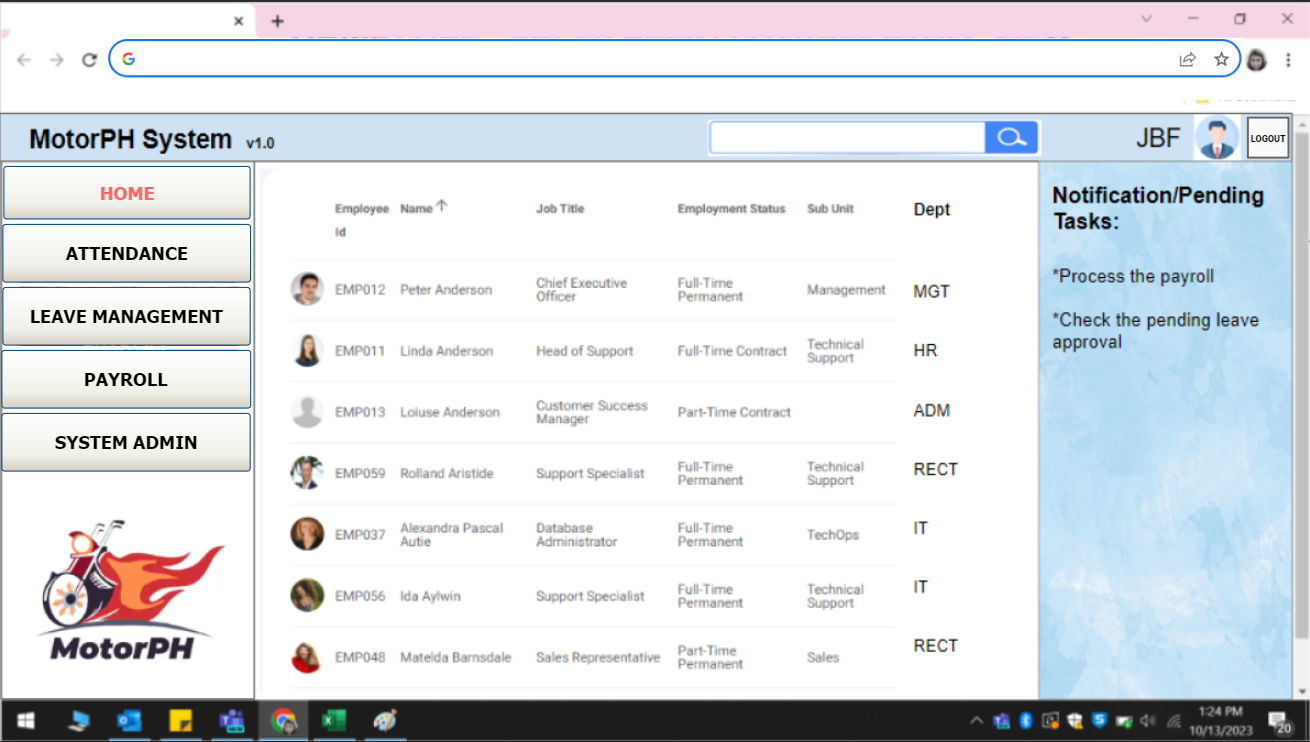 MotorPH System v1.0
JBF
LOGOUT
HOME
ATTENDANCE
LEAVE MANAGEMENT
PAYROLL
SYSTEM ADMIN
MotorPH
Employee Id Name Job Title Employment Status Sub Unit Dept
EMP012 Peter Anderson Chief Executive Officer Full-Time Permanent Management MGT
EMP011 Linda Anderson Head of Support Full-Time Contract Technical Support HR
EMP013 Loiuse Anderson Customer Success Manager Part-Time Contract ADM
EMP059 Rolland Aristide Support Specialist Full-Time Permanent Technical Support RECT
EMP037 Alexandra Pascal Autie Database Administrator Full-Time Permanent TechOps IT
EMP056 Ida Aylwin Support Specialist Full-Time Permanent Technical Support IT
EMP048 Matelda Barnsdale Sales Representative Part-Time Permanent Sales RECT
Notification/Pending
Tasks:
*Process the payroll
*Check the pending leave
approval
1:24 PM
10/13/2023
20